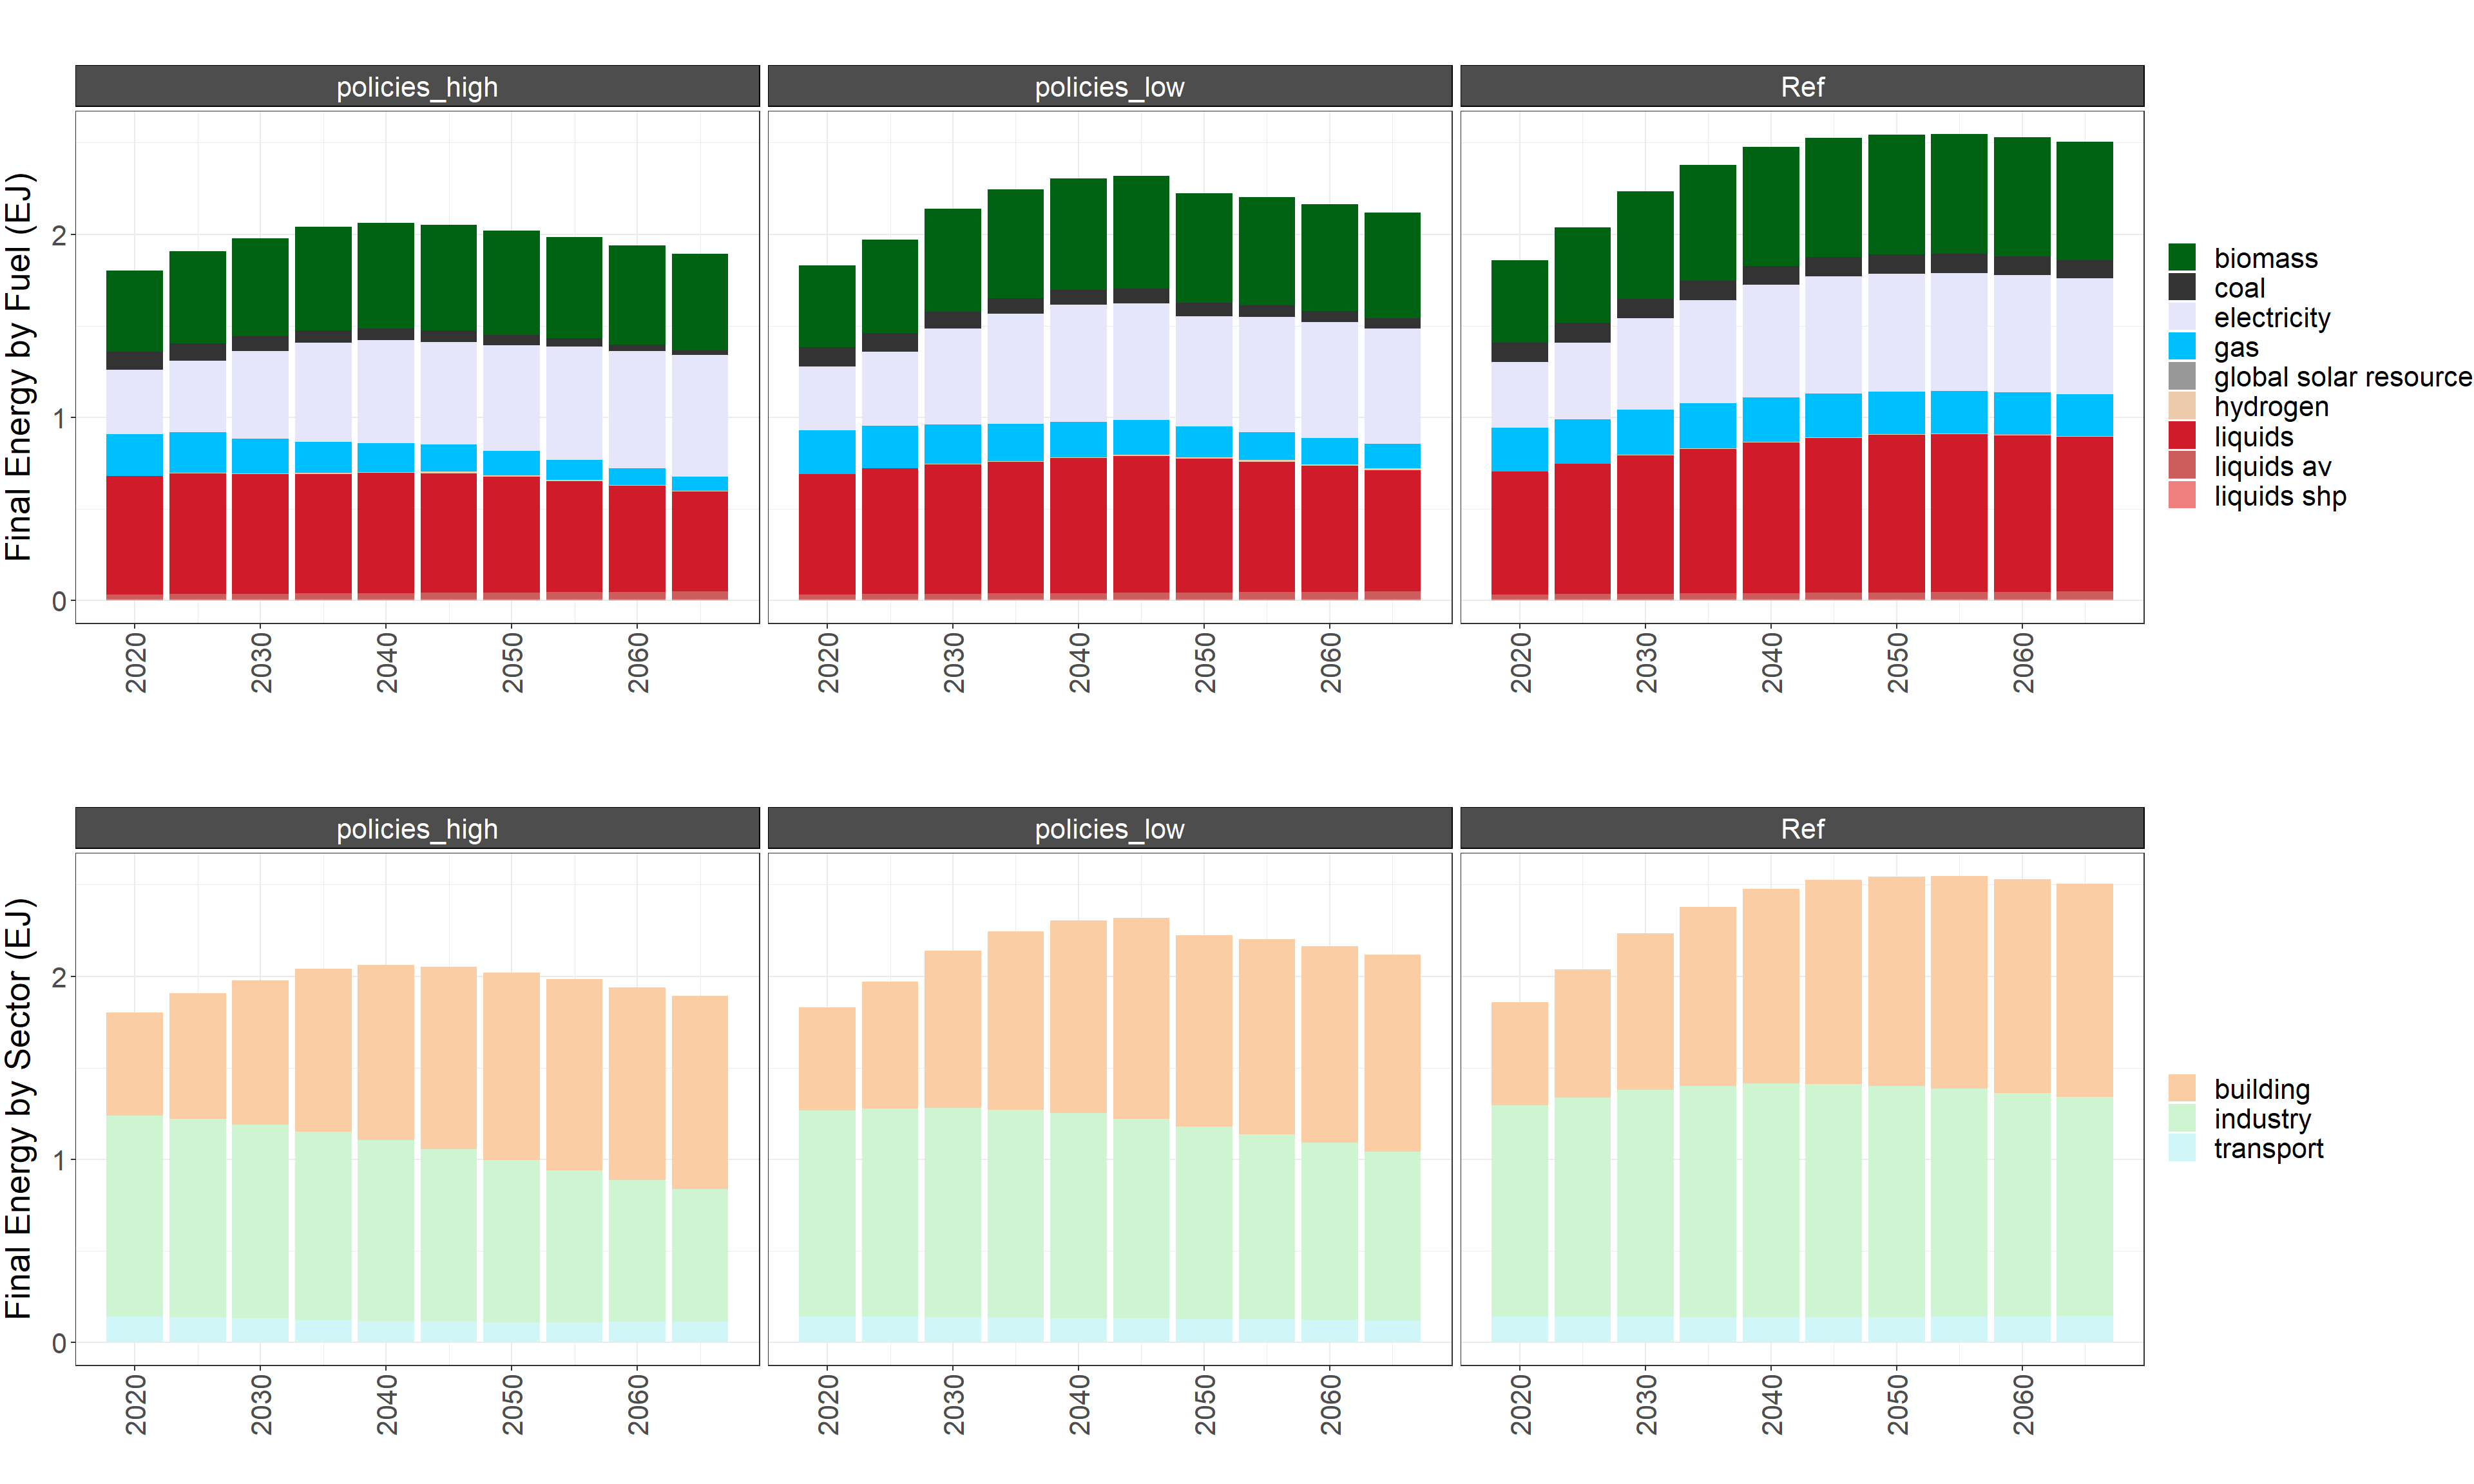 policies_high
policies_low
Ref
Final Energy by Fuel (EJ)
2
1
0
2020
2030
2040
2050
2060
2020
2030
2040
2050
2060
2020
2030
2040
2050
2060
biomass
coal
electricity
gas
global solar resource
hydrogen
liquids
liquids av
liquids shp
policies_high
policies_low
Ref
Final Energy by Sector (EJ)
2
1
0
2020
2030
2040
2050
2060
2020
2030
2040
2050
2060
2020
2030
2040
2050
2060
building
industry
transport